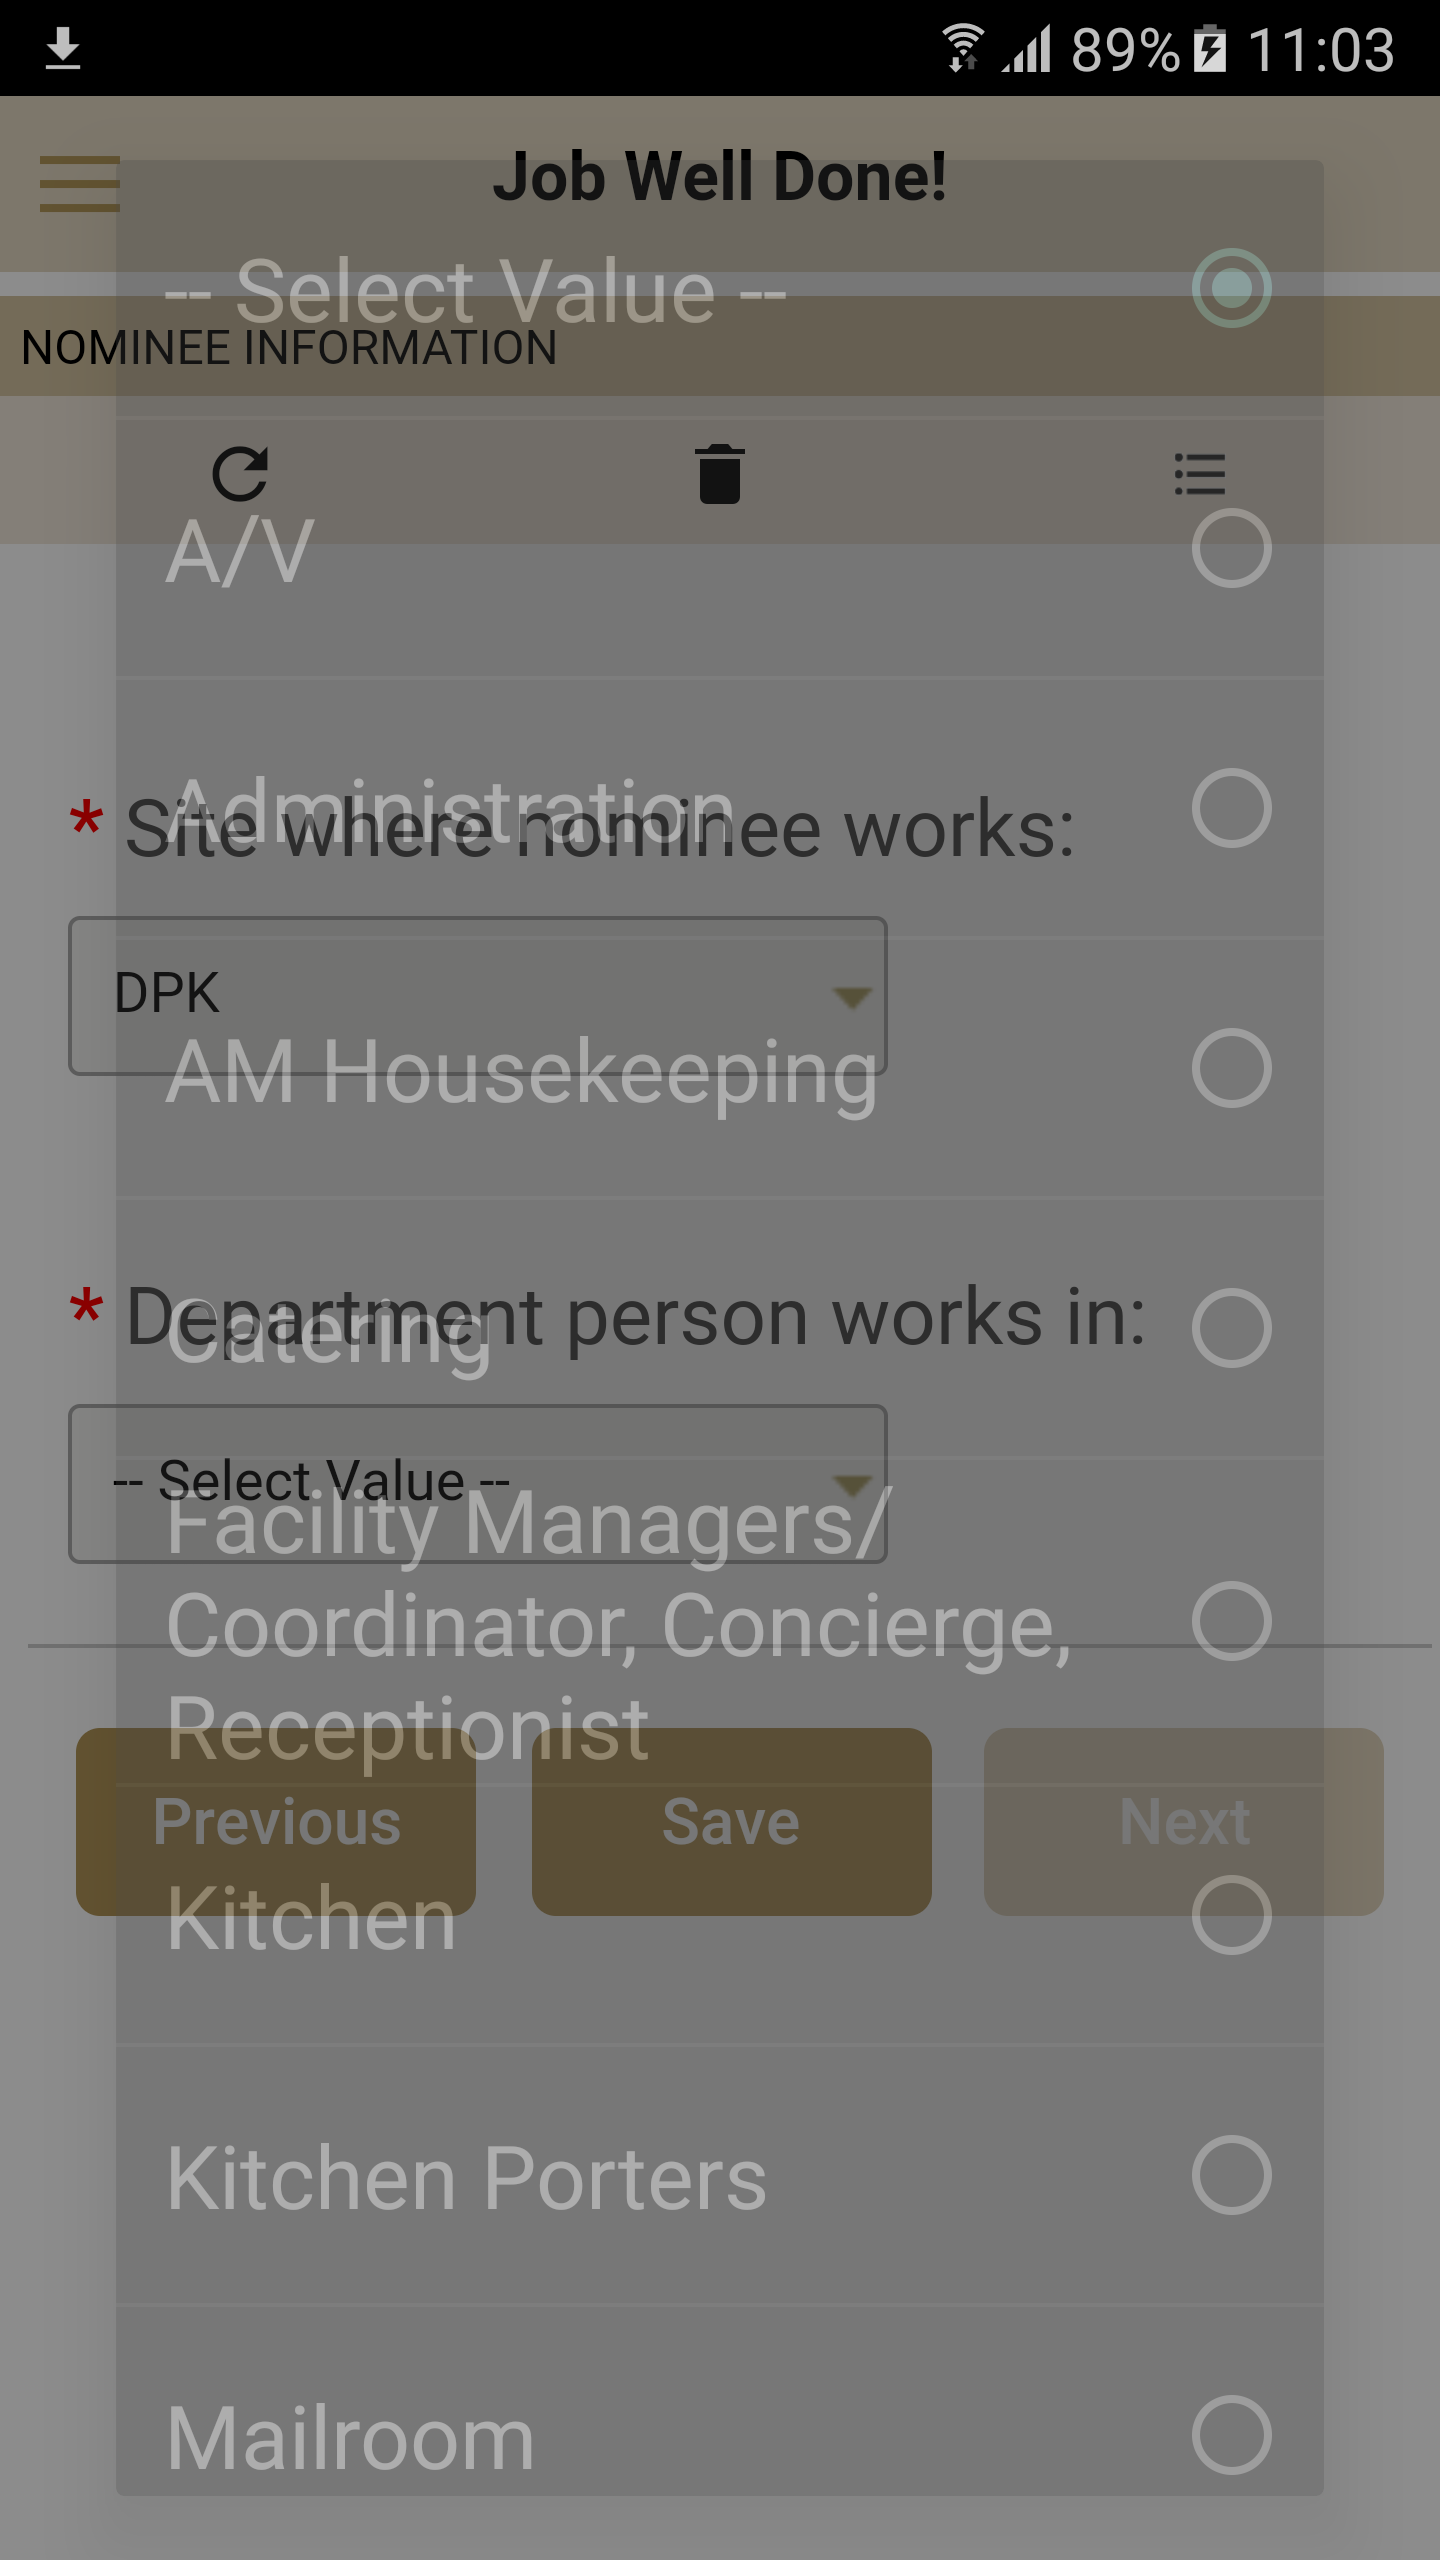 89% 11:03
Job Well Done!
-- Select Value --
NOMINEE INFORMATION
A/V
Administration
* Site where nominee works:
DPK
AM Housekeeping
* Department person works in:
Catering
-- Select Value --
Facility Managers/
Coordinator, Concierge,
Receptionist
Previous Save Next
Kitchen
Kitchen Porters
Mailroom